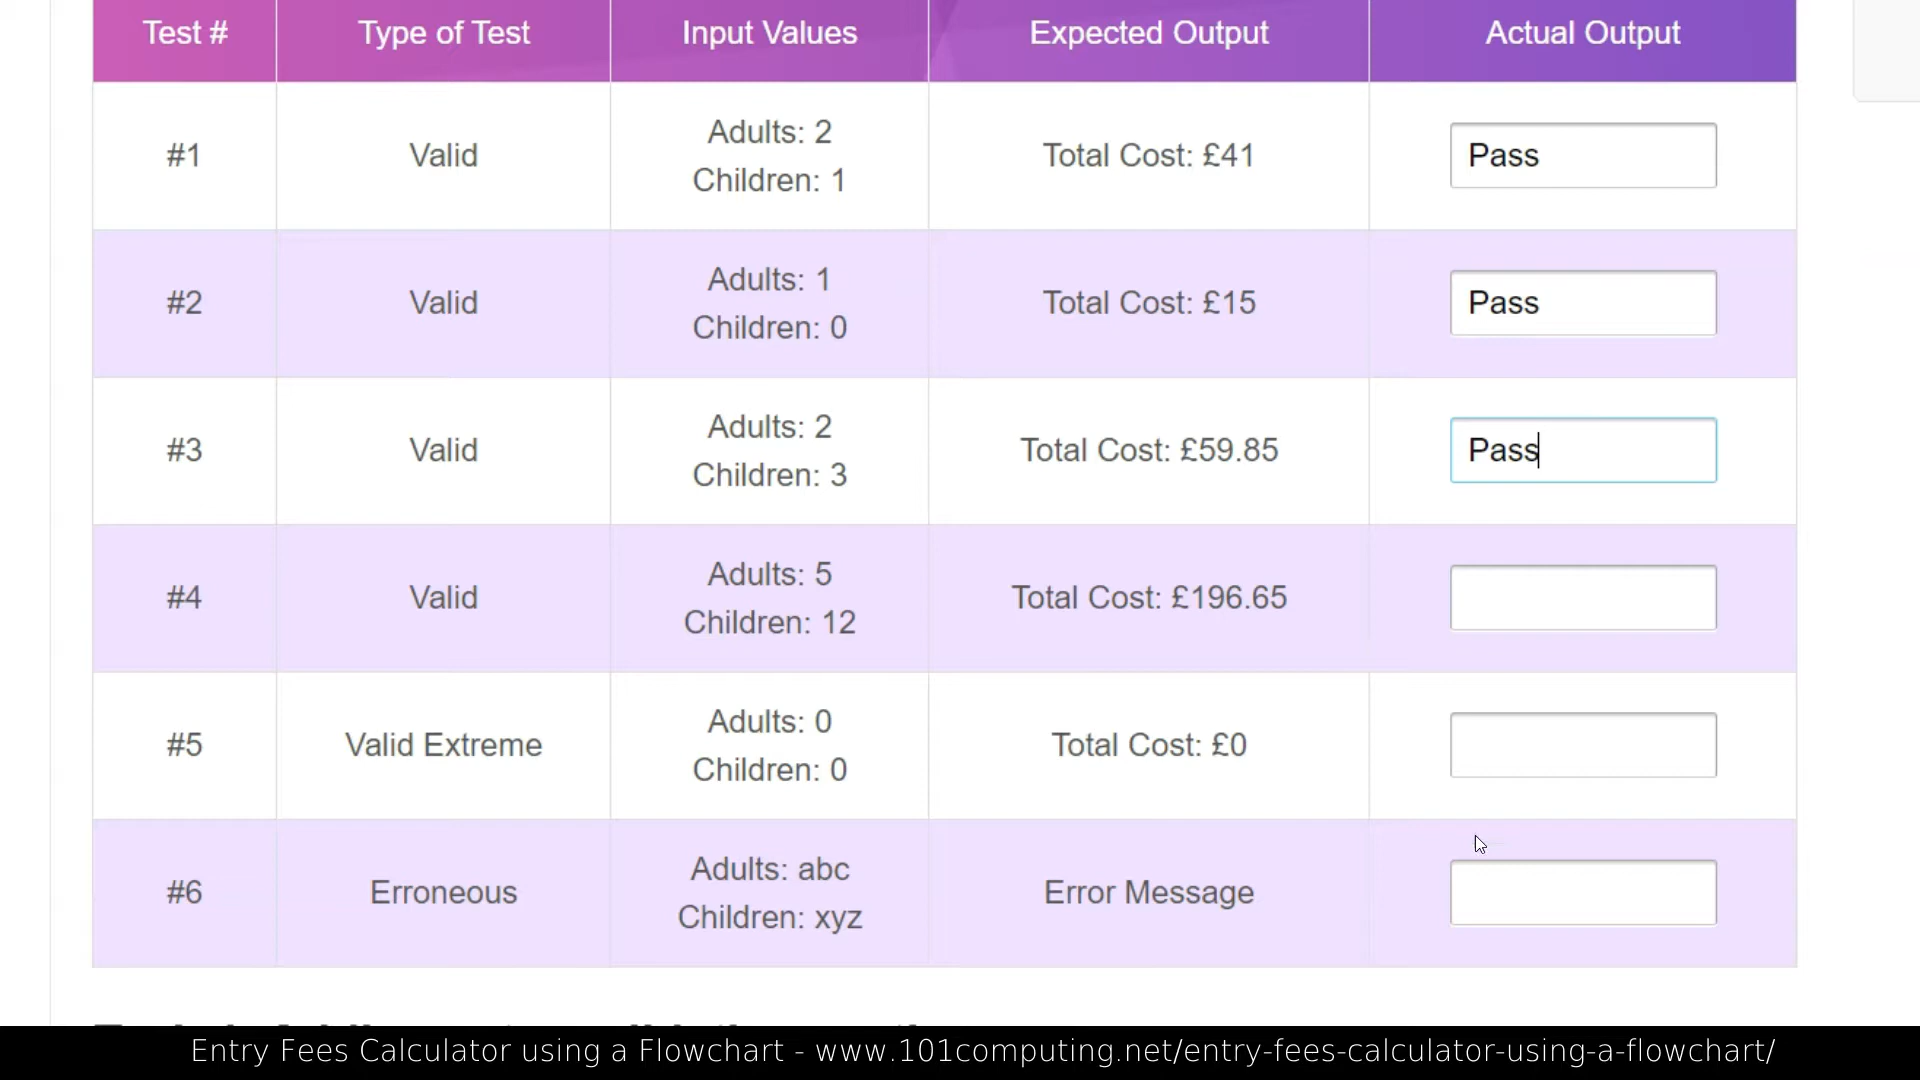 Test #
Type of Test
Input Values
Expected Output
Actual Output
#1
Valid
Adults: 2
Children: 1
Total Cost: £41
Pass
#2
Valid
Adults: 1
Children: 0
Total Cost: £15
Pass
#3
Valid
Adults: 2
Children: 3
Total Cost: £59.85
Pass
#4
Valid
Adults: 5
Children: 12
Total Cost: £196.65
#5
Valid Extreme
Adults: 0
Children: 0
Total Cost: £0
#6
Erroneous
Adults: abc
Children: xyz
Error Message
Entry Fees Calculator using a Flowchart - www.101computing.net/entry-fees-calculator-using-a-flowchart/